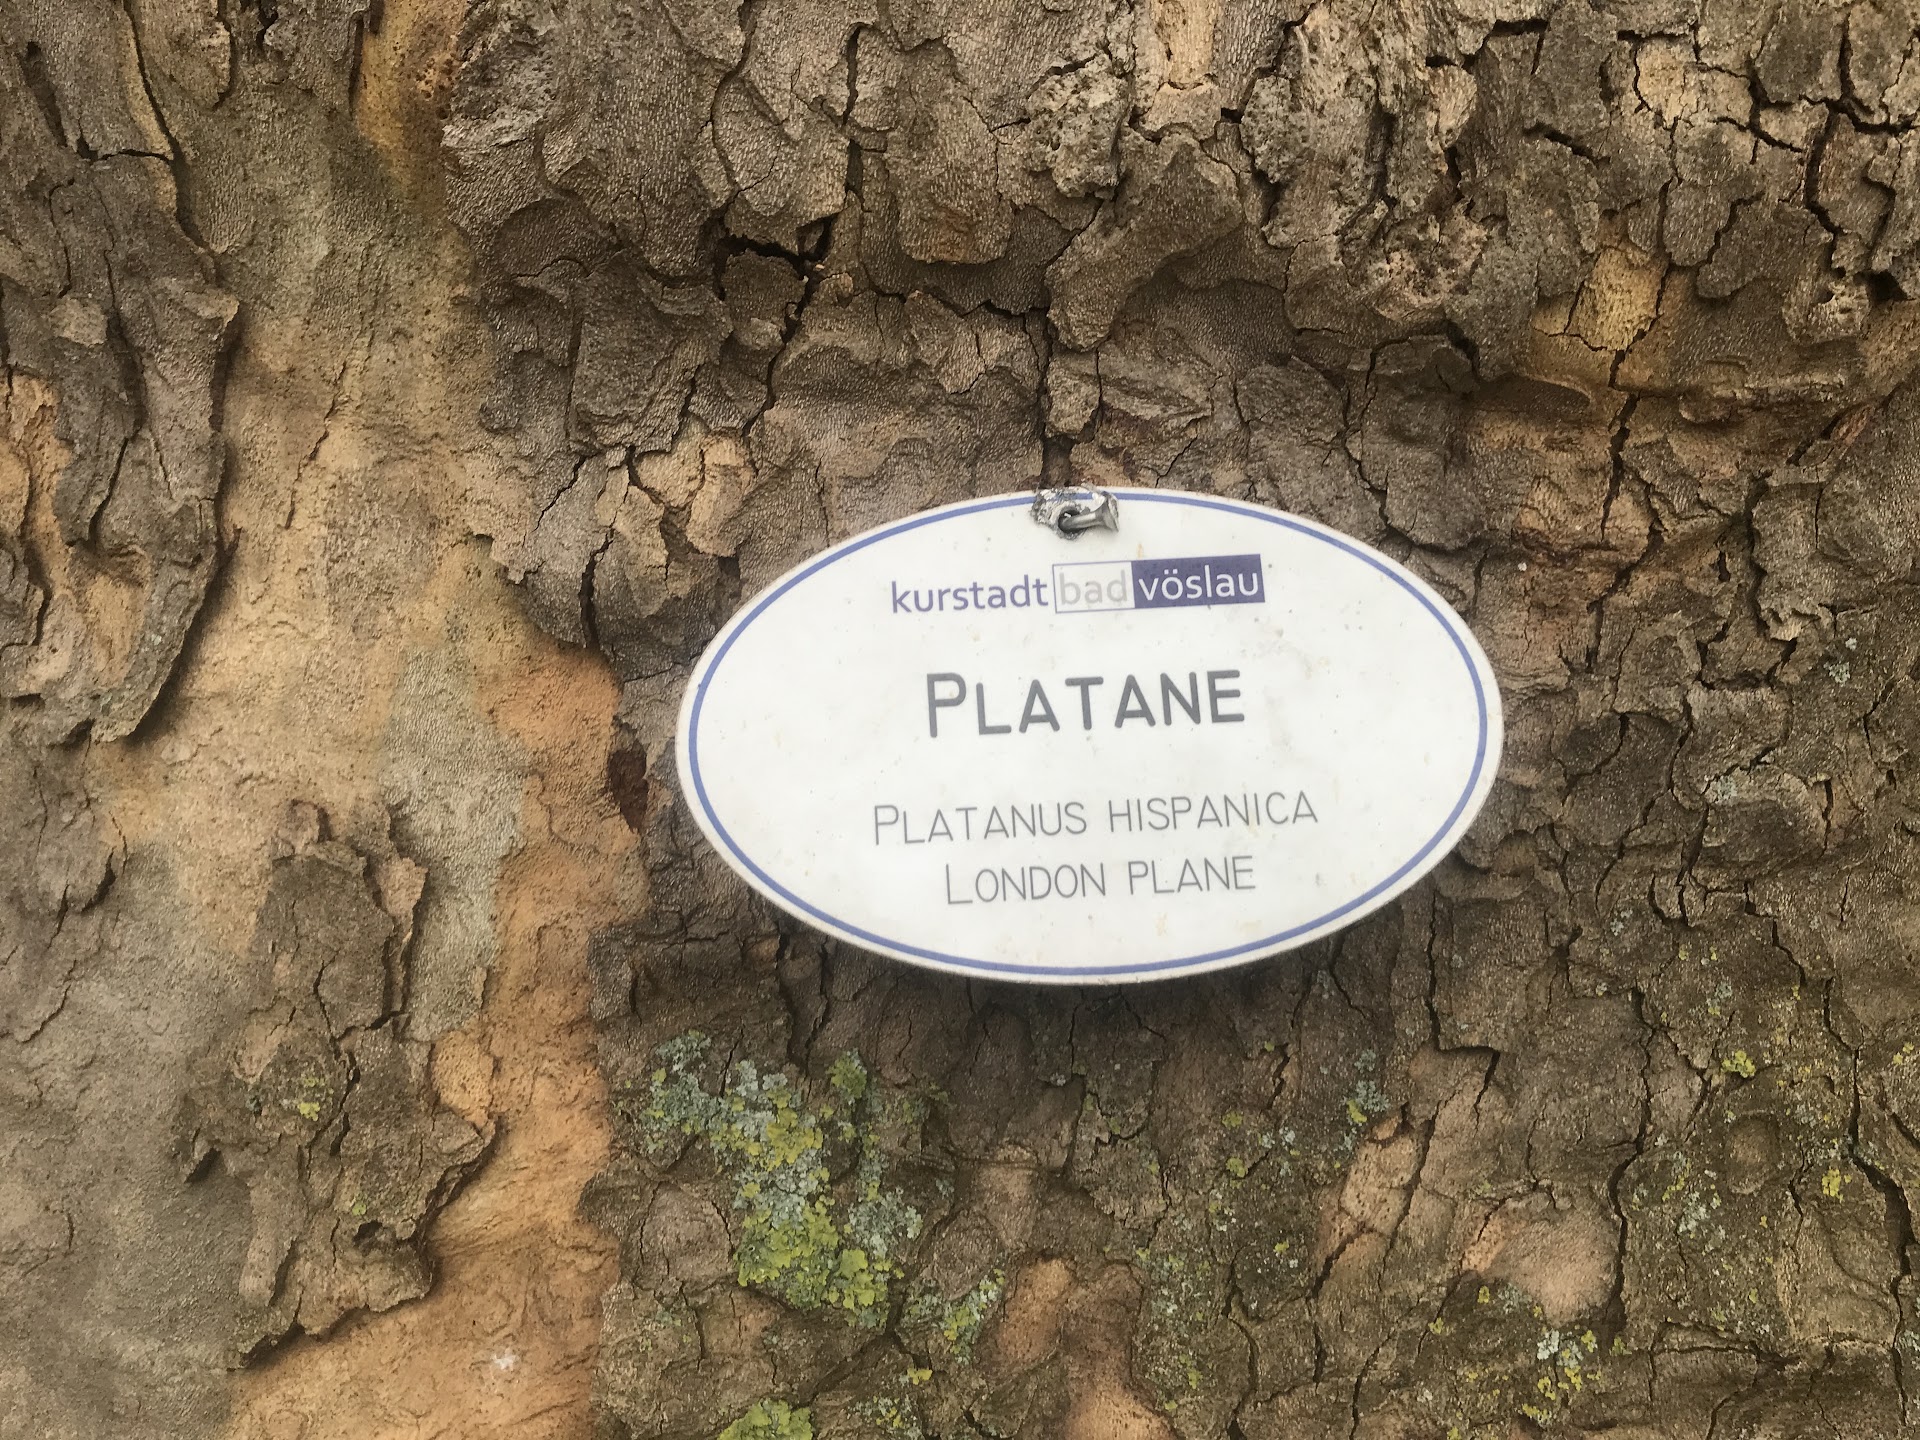 kurstadt bad vöslau
PLATANE
PLATANUS HISPANICA
LONDON PLANE